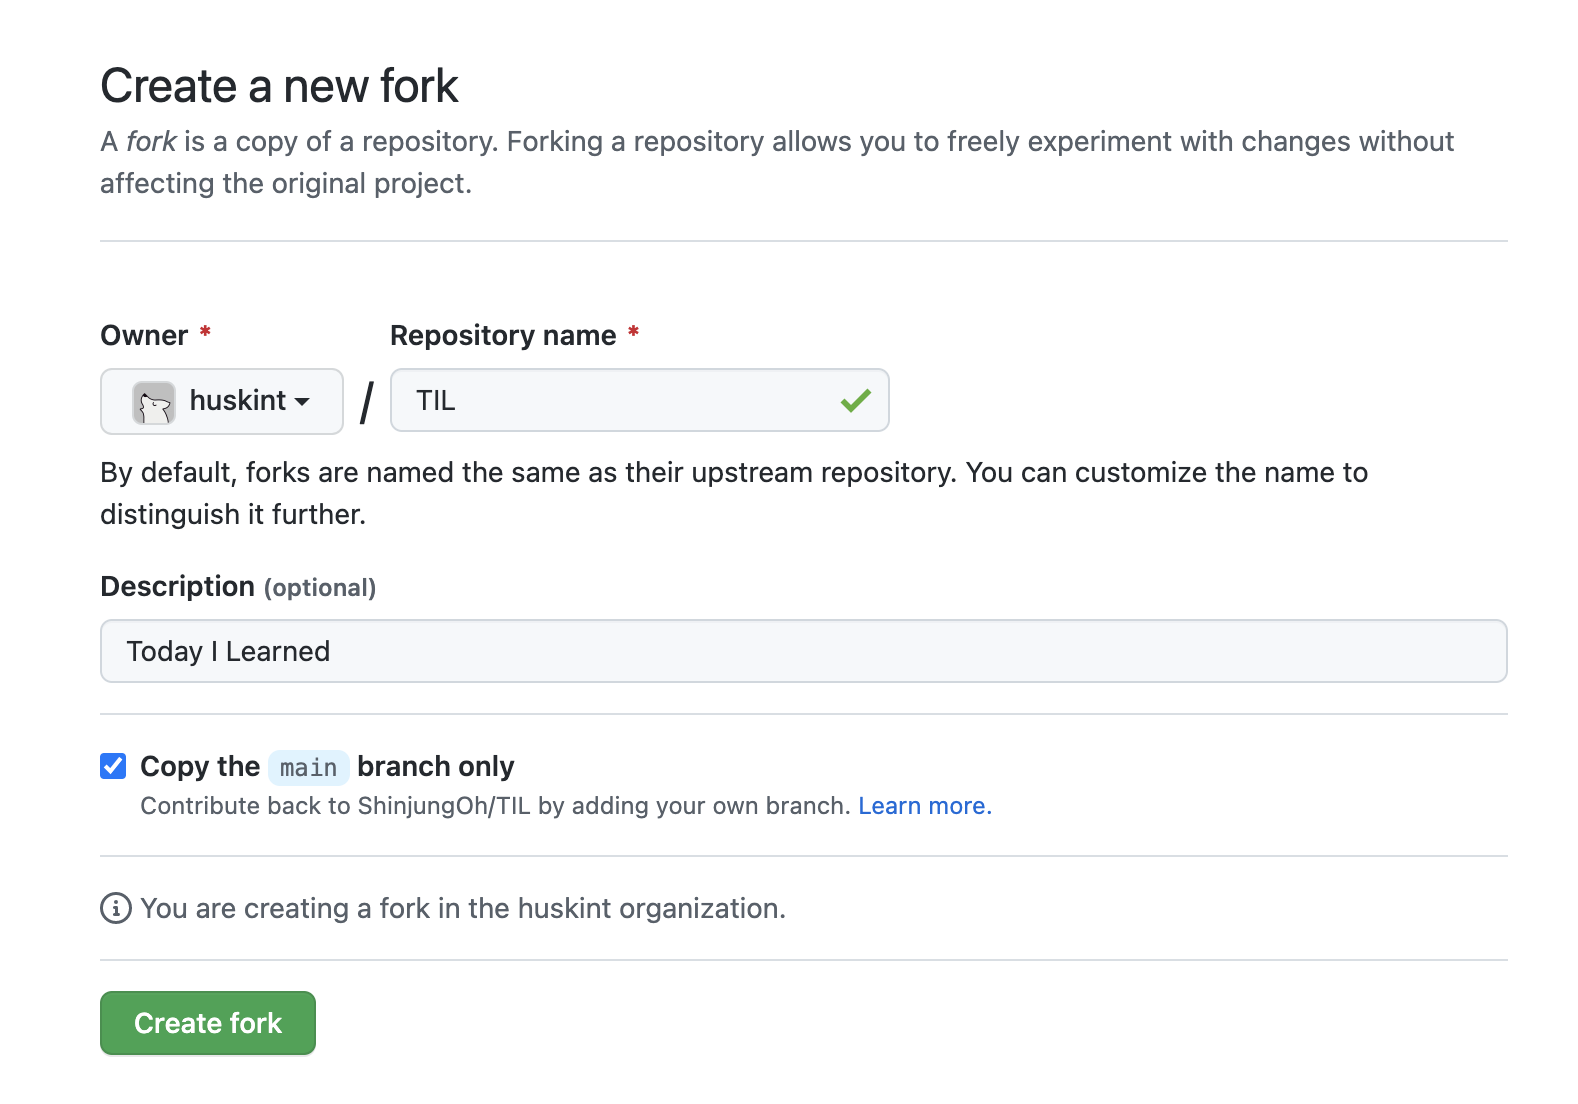 Create a new fork
A fork is a copy of a repository. Forking a repository allows you to freely experiment with changes without
affecting the original project.
Owner * Repository name *
huskint / TIL
By default, forks are named the same as their upstream repository. You can customize the name to
distinguish it further.
Description (optional)
Today I Learned
Copy the main branch only
Contribute back to ShinjungOh/TIL by adding your own branch. Learn more.
You are creating a fork in the huskint organization.
Create fork